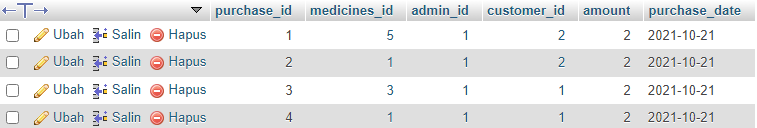 purchase_id medicines_id admin_id customer_id amount purchase_date
Ubah Salin Hapus 1 5 1 2 2 2021-10-21
Ubah Salin Hapus 2 1 1 2 2 2021-10-21
Ubah Salin Hapus 3 3 1 1 2 2021-10-21
Ubah Salin Hapus 4 1 1 1 2 2021-10-21